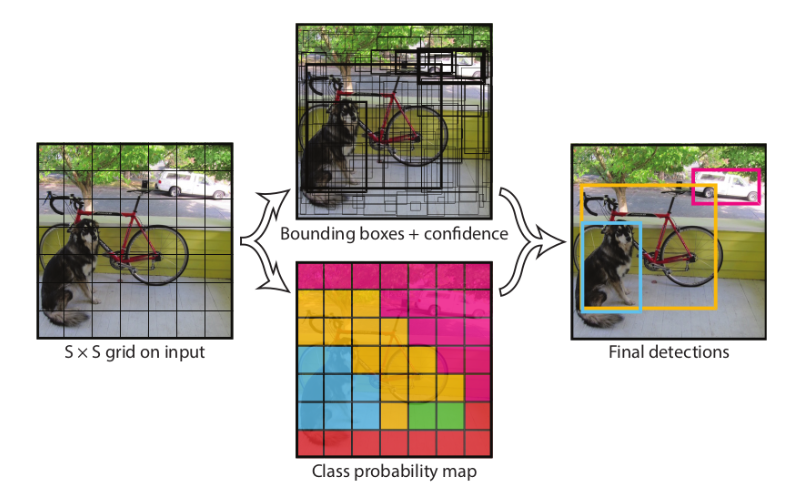 S × S grid on input
Bounding boxes + confidence
Class probability map
Final detections